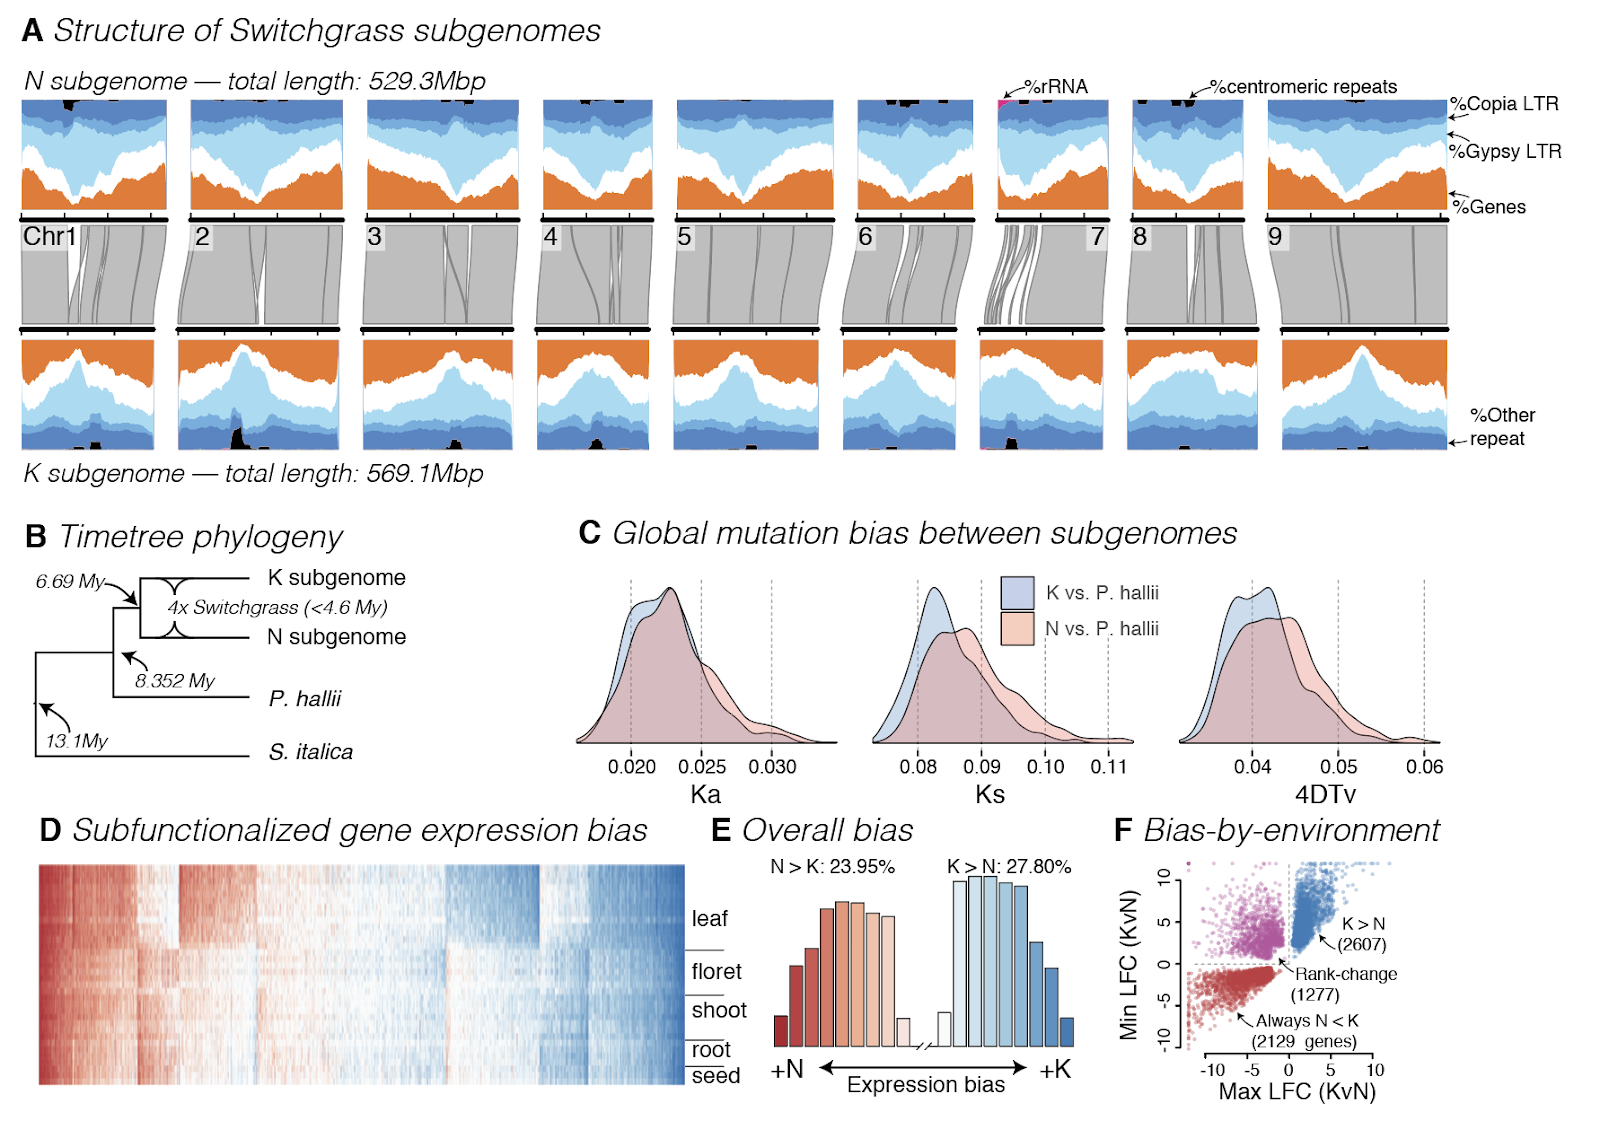 A Structure of Switchgrass subgenomes
N subgenome — total length: 529.3Mbp
%rRNA
%centromeric repeats
%Copia LTR
%Gypsy LTR
%Genes
Chr1
2
3
4
5
6
7
8
9
%Other
repeat
K subgenome — total length: 569.1Mbp
B Timetree phylogeny
6.69 My
K subgenome
4x Switchgrass (<4.6 My)
N subgenome
8.352 My
P. hallii
13.1My
S. italica
C Global mutation bias between subgenomes
K vs. P. hallii
N vs. P. hallii
0.020 0.025 0.030
Ka
0.08 0.09 0.10 0.11
Ks
0.04 0.05 0.06
4DTv
D Subfunctionalized gene expression bias
leaf
floret
shoot
root
seed
E Overall bias
N > K: 23.95%
K > N: 27.80%
+N
Expression bias
+K
F Bias-by-environment
Min LFC (KvN)
10
5
0
-5
-10
K > N
(2607)
Rank-change
(1277)
Always N < K
(2129 genes)
-10 -5 0 5 10
Max LFC (KvN)